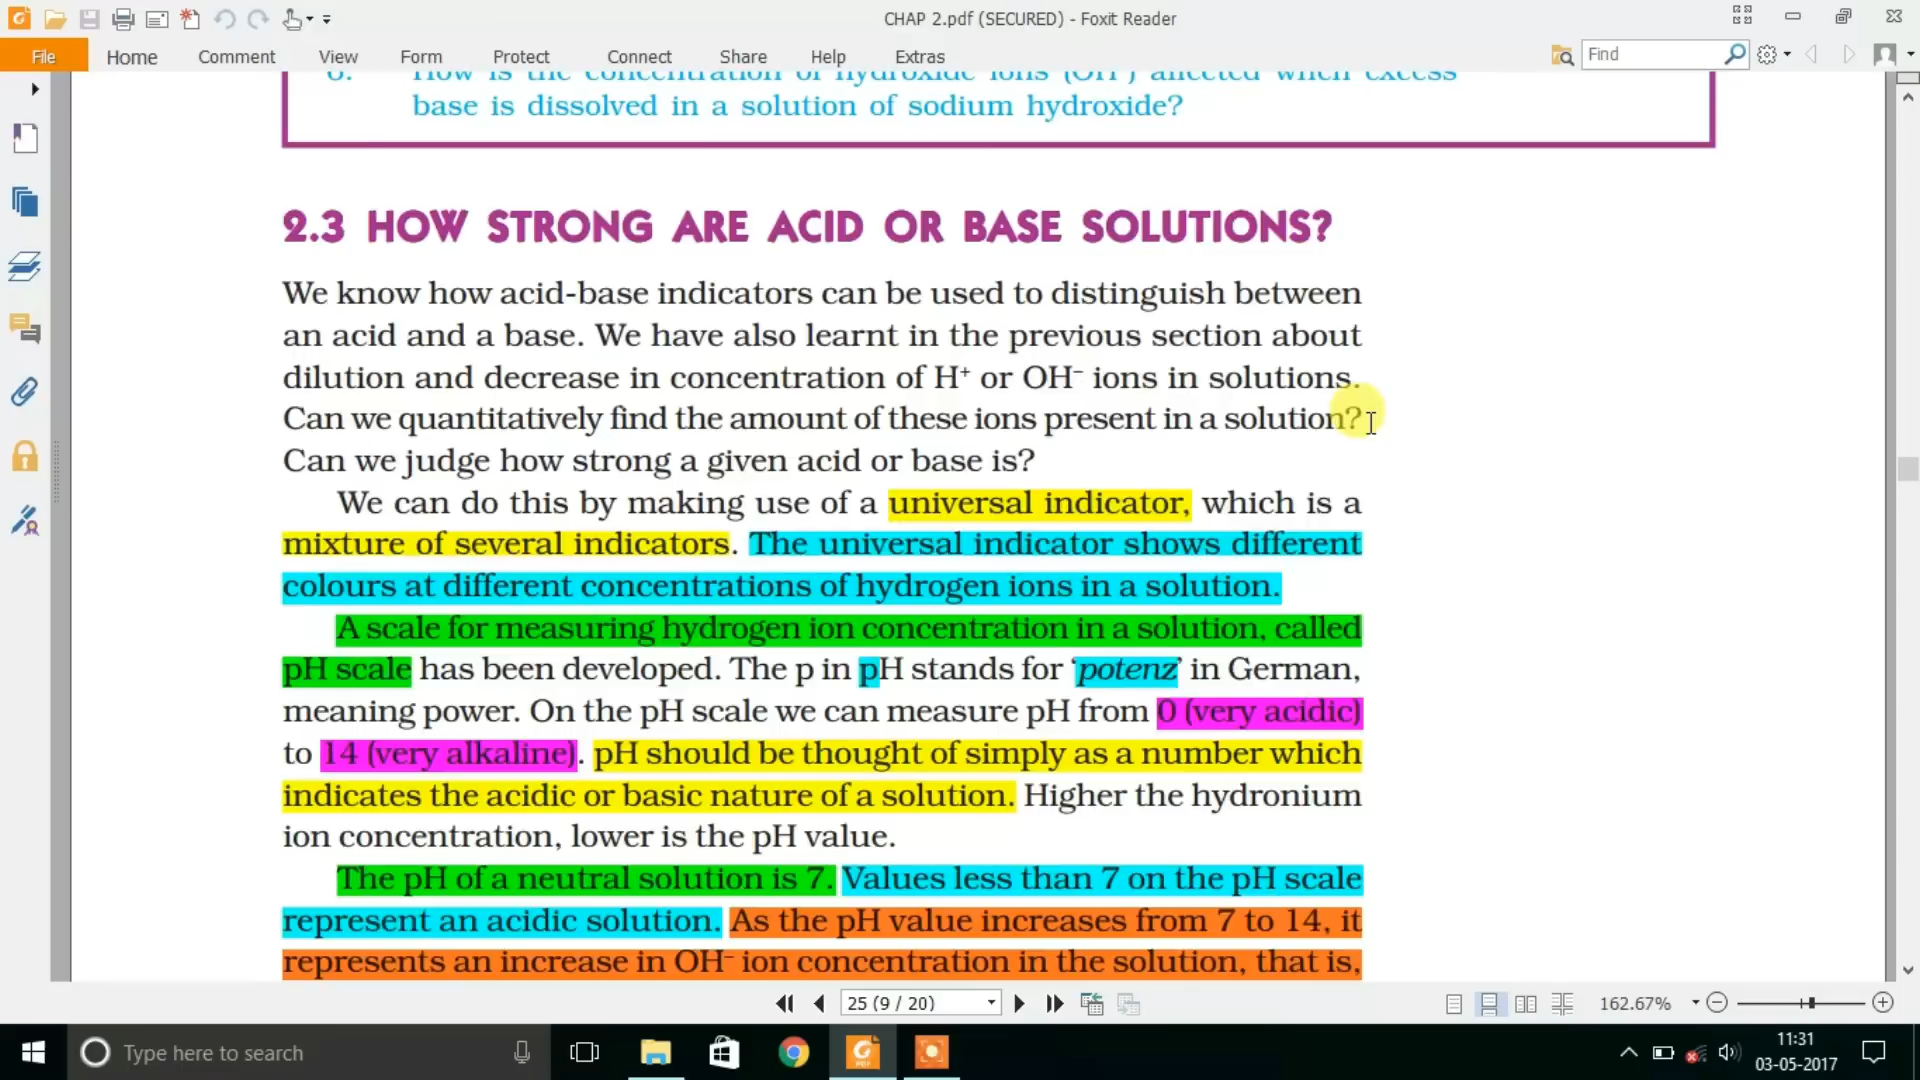 CHAP 2.pdf (SECURED) - Foxit Reader
File Home Comment View Form Protect Connect Share Help Extras Find
6. How is the concentration of hydroxide ions (OH⁻) affected when excess
base is dissolved in a solution of sodium hydroxide?
2.3 HOW STRONG ARE ACID OR BASE SOLUTIONS?
We know how acid-base indicators can be used to distinguish between
an acid and a base. We have also learnt in the previous section about
dilution and decrease in concentration of H⁺ or OH⁻ ions in solutions.
Can we quantitatively find the amount of these ions present in a solution?
Can we judge how strong a given acid or base is?
We can do this by making use of a universal indicator, which is a
mixture of several indicators. The universal indicator shows different
colours at different concentrations of hydrogen ions in a solution.
A scale for measuring hydrogen ion concentration in a solution, called
pH scale has been developed. The p in pH stands for ‘potenz’ in German,
meaning power. On the pH scale we can measure pH from 0 (very acidic)
to 14 (very alkaline). pH should be thought of simply as a number which
indicates the acidic or basic nature of a solution. Higher the hydronium
ion concentration, lower is the pH value.
The pH of a neutral solution is 7. Values less than 7 on the pH scale
represent an acidic solution. As the pH value increases from 7 to 14, it
represents an increase in OH⁻ ion concentration in the solution, that is,
25 (9 / 20) 162.67%
Type here to search
11:31
03-05-2017